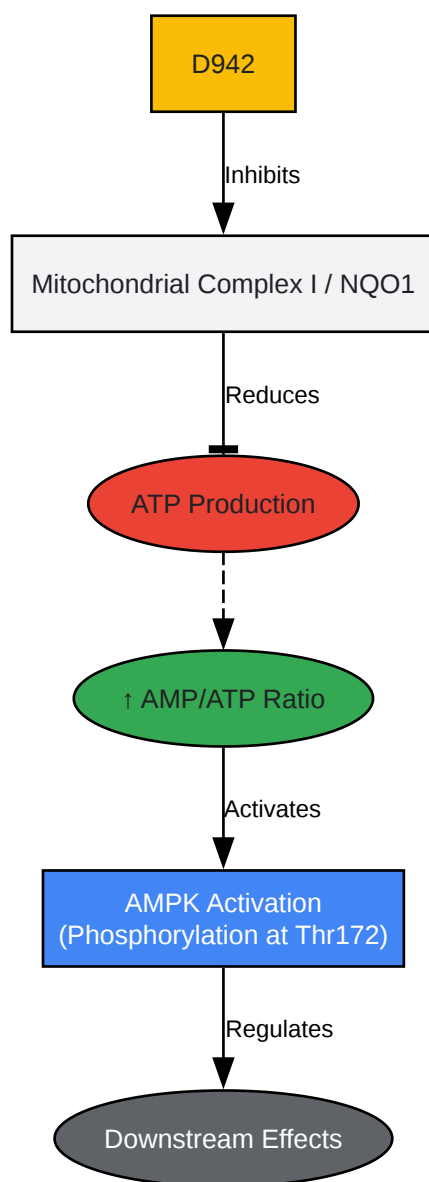 D942
Inhibits
Mitochondrial Complex I / NQO1
Reduces
ATP Production
↑ AMP/ATP Ratio
Activates
AMPK Activation
(Phosphorylation at Thr172)
Regulates
Downstream Effects